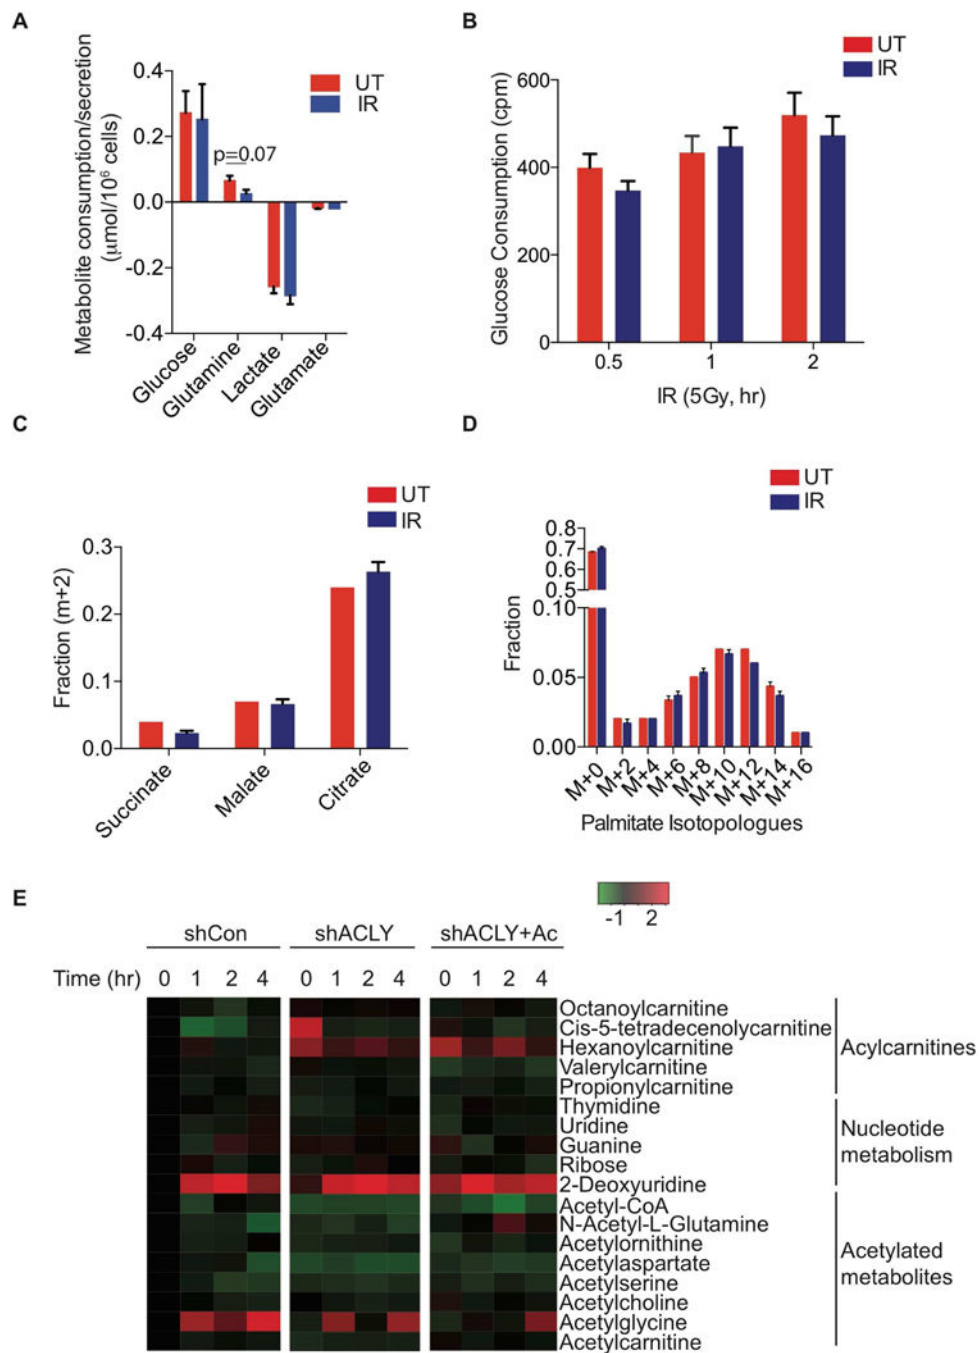 A
Metabolite consumption/secretion
(μmol/10⁶ cells)
0.4
0.2
0.0
-0.2
-0.4
UT
IR
p=0.07
Glucose
Glutamine
Lactate
Glutamate
B
Glucose Consumption (cpm)
600
400
200
0
UT
IR
0.5 1 2
IR (5Gy, hr)
C
Fraction (m+2)
0.3
0.2
0.1
0.0
UT
IR
Succinate
Malate
Citrate
D
Fraction
0.8
0.7
0.6
0.5
0.10
0.05
0.00
UT
IR
M+0
M+2
M+4
M+6
M+8
M+10
M+12
M+14
M+16
Palmitate Isotopologues
E
-1 2
shCon shACLY shACLY+Ac
Time (hr) 0 1 2 4 0 1 2 4 0 1 2 4
Octanoylcarnitine
Cis-5-tetradecenolycarnitine
Hexanoylcarnitine
Valerylcarnitine
Propionylcarnitine
Thymidine
Uridine
Guanine
Ribose
2-Deoxyuridine
Acetyl-CoA
N-Acetyl-L-Glutamine
Acetylornithine
Acetylaspartate
Acetylserine
Acetylcholine
Acetylglycine
Acetylcarnitine
Acylcarnitines
Nucleotide
metabolism
Acetylated
metabolites